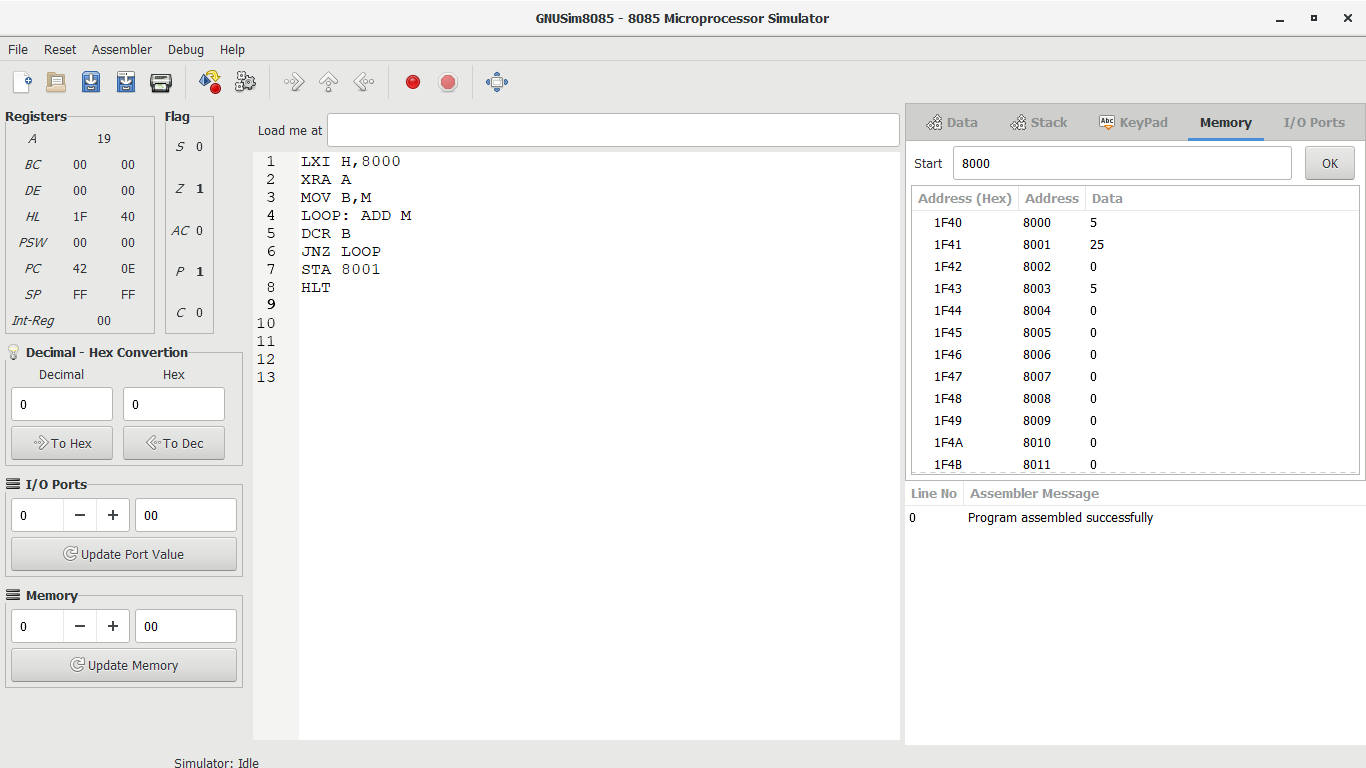 GNUSim8085 - 8085 Microprocessor Simulator
File Reset Assembler Debug Help
Registers
A 19
BC 00 00
DE 00 00
HL 1F 40
PSW 00 00
PC 42 0E
SP FF FF
Int-Reg 00
Flag
S 0
Z 1
AC 0
P 1
C 0
Decimal - Hex Convertion
Decimal Hex
0 0
To Hex To Dec
I/O Ports
0 − + 00
Update Port Value
Memory
0 − + 00
Update Memory
Load me at
1 LXI H,8000
2 XRA A
3 MOV B,M
4 LOOP: ADD M
5 DCR B
6 JNZ LOOP
7 STA 8001
8 HLT
9
10
11
12
13
Data Stack Abc KeyPad Memory I/O Ports
Start 8000 OK
Address (Hex) Address Data
1F40 8000 5
1F41 8001 25
1F42 8002 0
1F43 8003 5
1F44 8004 0
1F45 8005 0
1F46 8006 0
1F47 8007 0
1F48 8008 0
1F49 8009 0
1F4A 8010 0
1F4B 8011 0
Line No Assembler Message
0 Program assembled successfully
Simulator: Idle